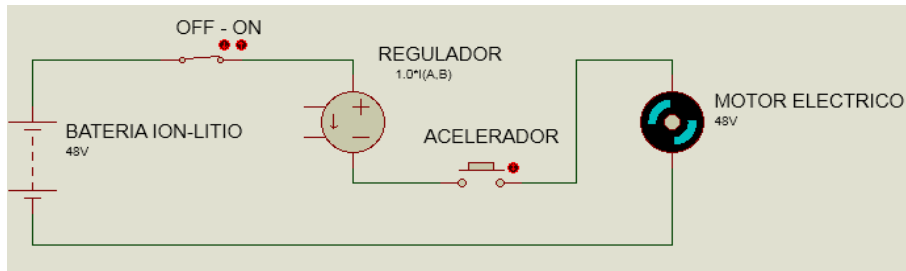 OFF - ON
REGULADOR
1.0*I(A,B)
BATERIA ION-LITIO
48V
ACELERADOR
MOTOR ELECTRICO
48V